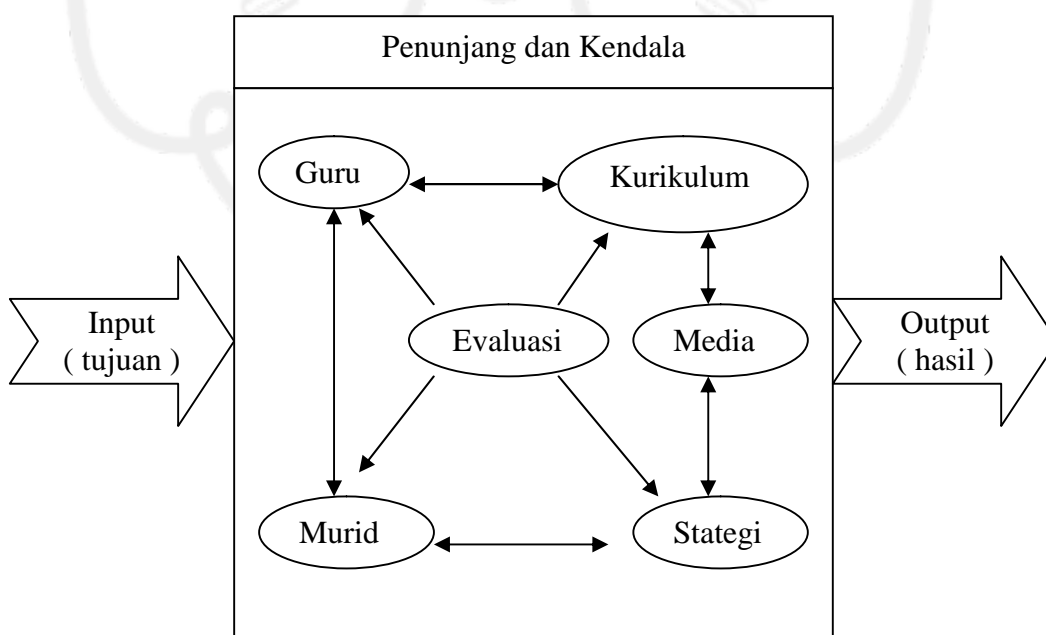 Penunjang dan Kendala
Guru
Kurikulum
Input
( tujuan )
Evaluasi
Media
Output
( hasil )
Murid
Stategi